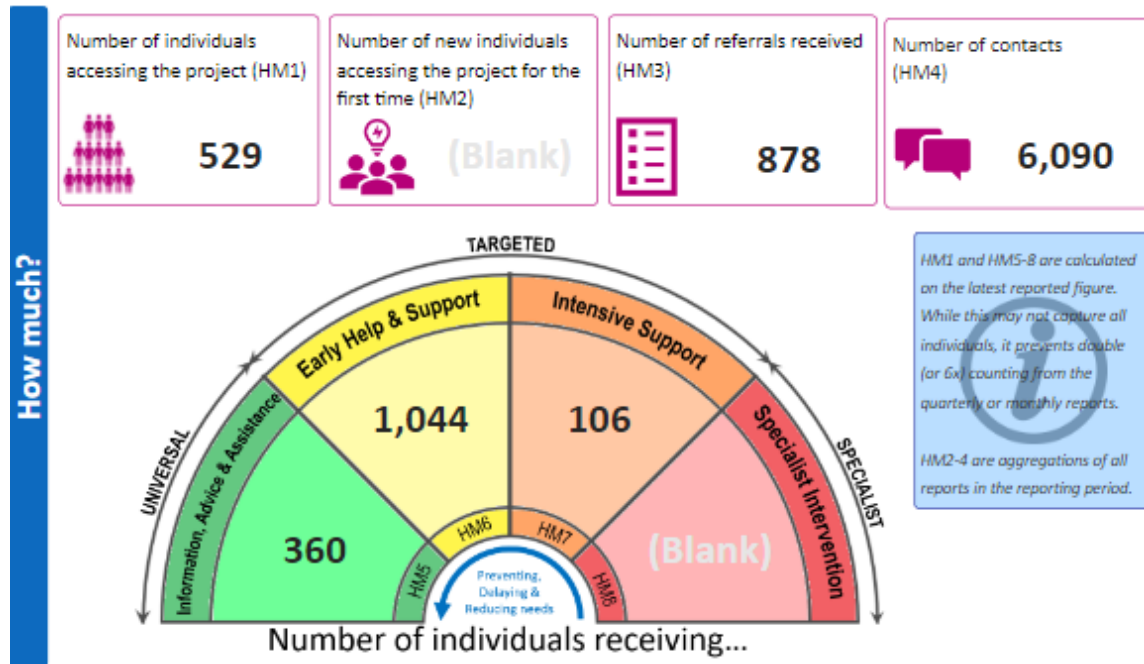 How much?
Number of individuals
accessing the project (HM1)
529
Number of new individuals
accessing the project for the
first time (HM2)
(Blank)
Number of referrals received
(HM3)
878
Number of contacts
(HM4)
6,090
TARGETED
UNIVERSAL
SPECIALIST
Information, Advice & Assistance
Early Help & Support
Intensive Support
Specialist Intervention
360
1,044
106
(Blank)
HM5
HM6
HM7
HM8
Preventing,
Delaying &
Reducing needs
Number of individuals receiving...
HM1 and HM5-8 are calculated
on the latest reported figure.
While this may not capture all
individuals, it prevents double
(or 6x) counting from the
quarterly or monthly reports.
HM2-4 are aggregations of all
reports in the reporting period.